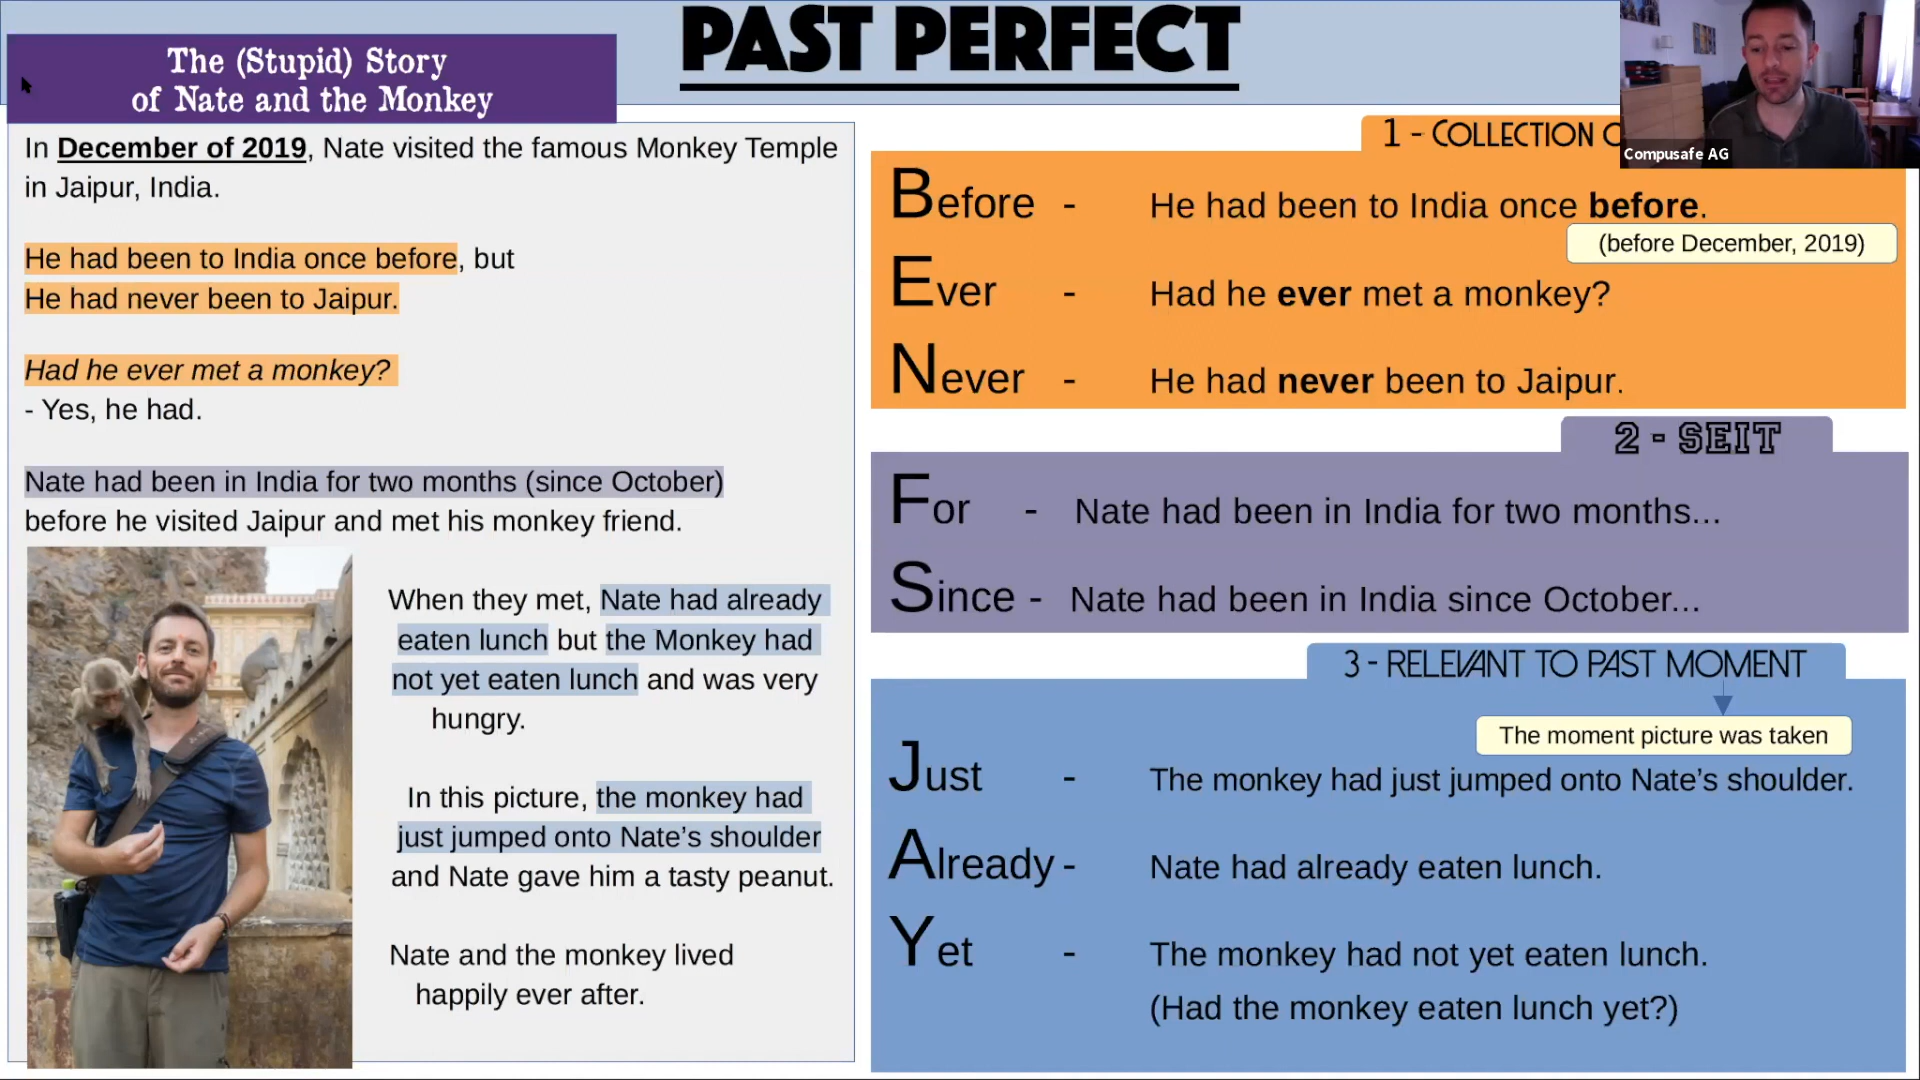 PAST PERFECT
The (Stupid) Story
of Nate and the Monkey
In December of 2019, Nate visited the famous Monkey Temple
in Jaipur, India.
He had been to India once before, but
He had never been to Jaipur.
Had he ever met a monkey?
- Yes, he had.
Nate had been in India for two months (since October)
before he visited Jaipur and met his monkey friend.
When they met, Nate had already
eaten lunch but the Monkey had
not yet eaten lunch and was very
hungry.
In this picture, the monkey had
just jumped onto Nate's shoulder
and Nate gave him a tasty peanut.
Nate and the monkey lived
happily ever after.
Compusafe AG
1 - COLLECTION O
Before - He had been to India once before.
(before December, 2019)
Ever - Had he ever met a monkey?
Never - He had never been to Jaipur.
2 - SEIT
For - Nate had been in India for two months...
Since - Nate had been in India since October...
3 - RELEVANT TO PAST MOMENT
The moment picture was taken
Just - The monkey had just jumped onto Nate's shoulder.
Already - Nate had already eaten lunch.
Yet - The monkey had not yet eaten lunch.
(Had the monkey eaten lunch yet?)